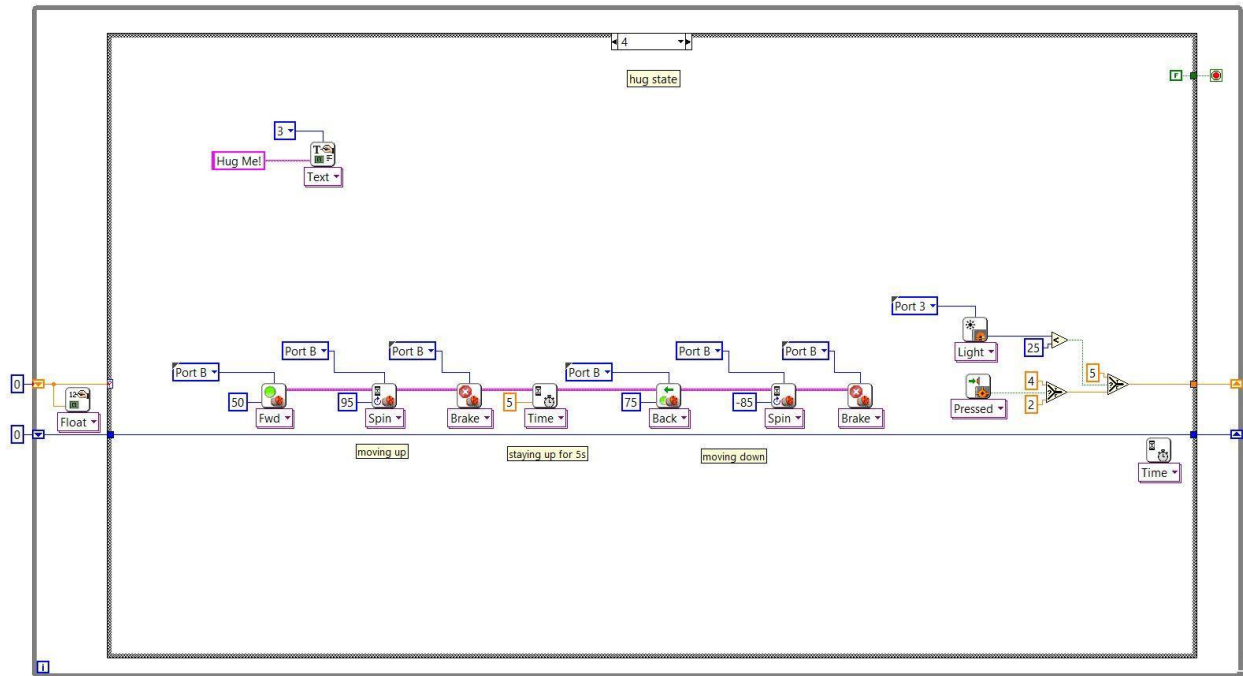 4
hug state
F
3
Hug Me!
Text
Port 3
Light
25
Port B
Port B
Port B
Port B
Port B
Port B
0
Float
50
Fwd
95
Spin
Brake
5
Time
75
Back
-85
Spin
Brake
Pressed
4
2
5
0
moving up
staying up for 5s
moving down
Time
i